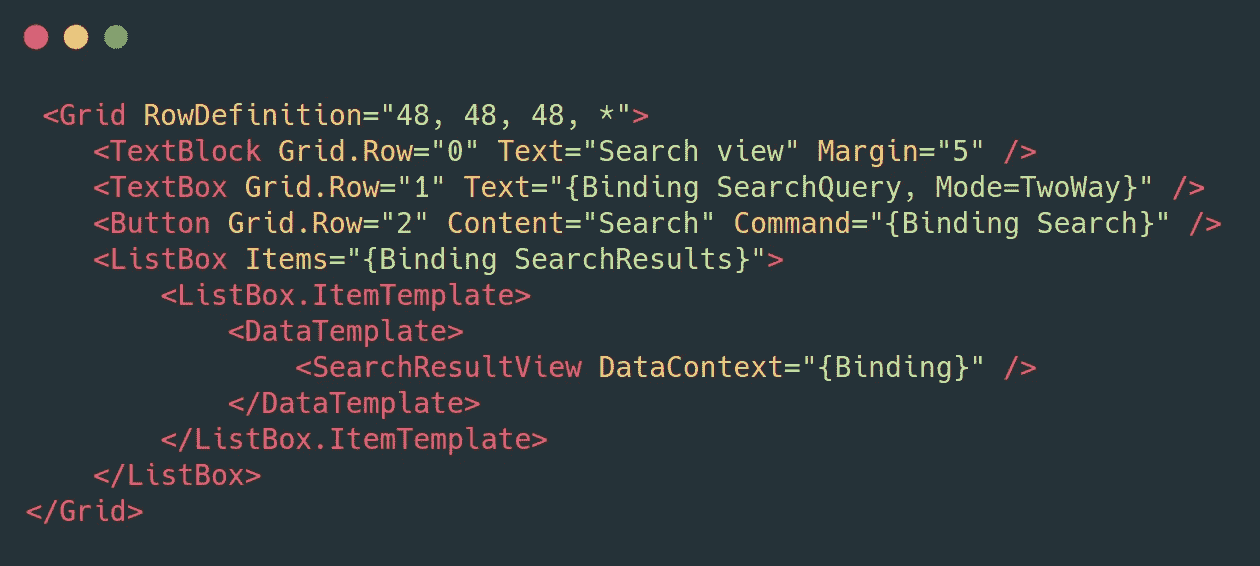 <Grid RowDefinition="48, 48, 48, *">
<TextBlock Grid.Row="0" Text="Search view" Margin="5" />
<TextBox Grid.Row="1" Text="{Binding SearchQuery, Mode=TwoWay}" />
<Button Grid.Row="2" Content="Search" Command="{Binding Search}" />
<ListBox Items="{Binding SearchResults}">
<ListBox.ItemTemplate>
<DataTemplate>
<SearchResultView DataContext="{Binding}" />
</DataTemplate>
</ListBox.ItemTemplate>
</ListBox>
</Grid>